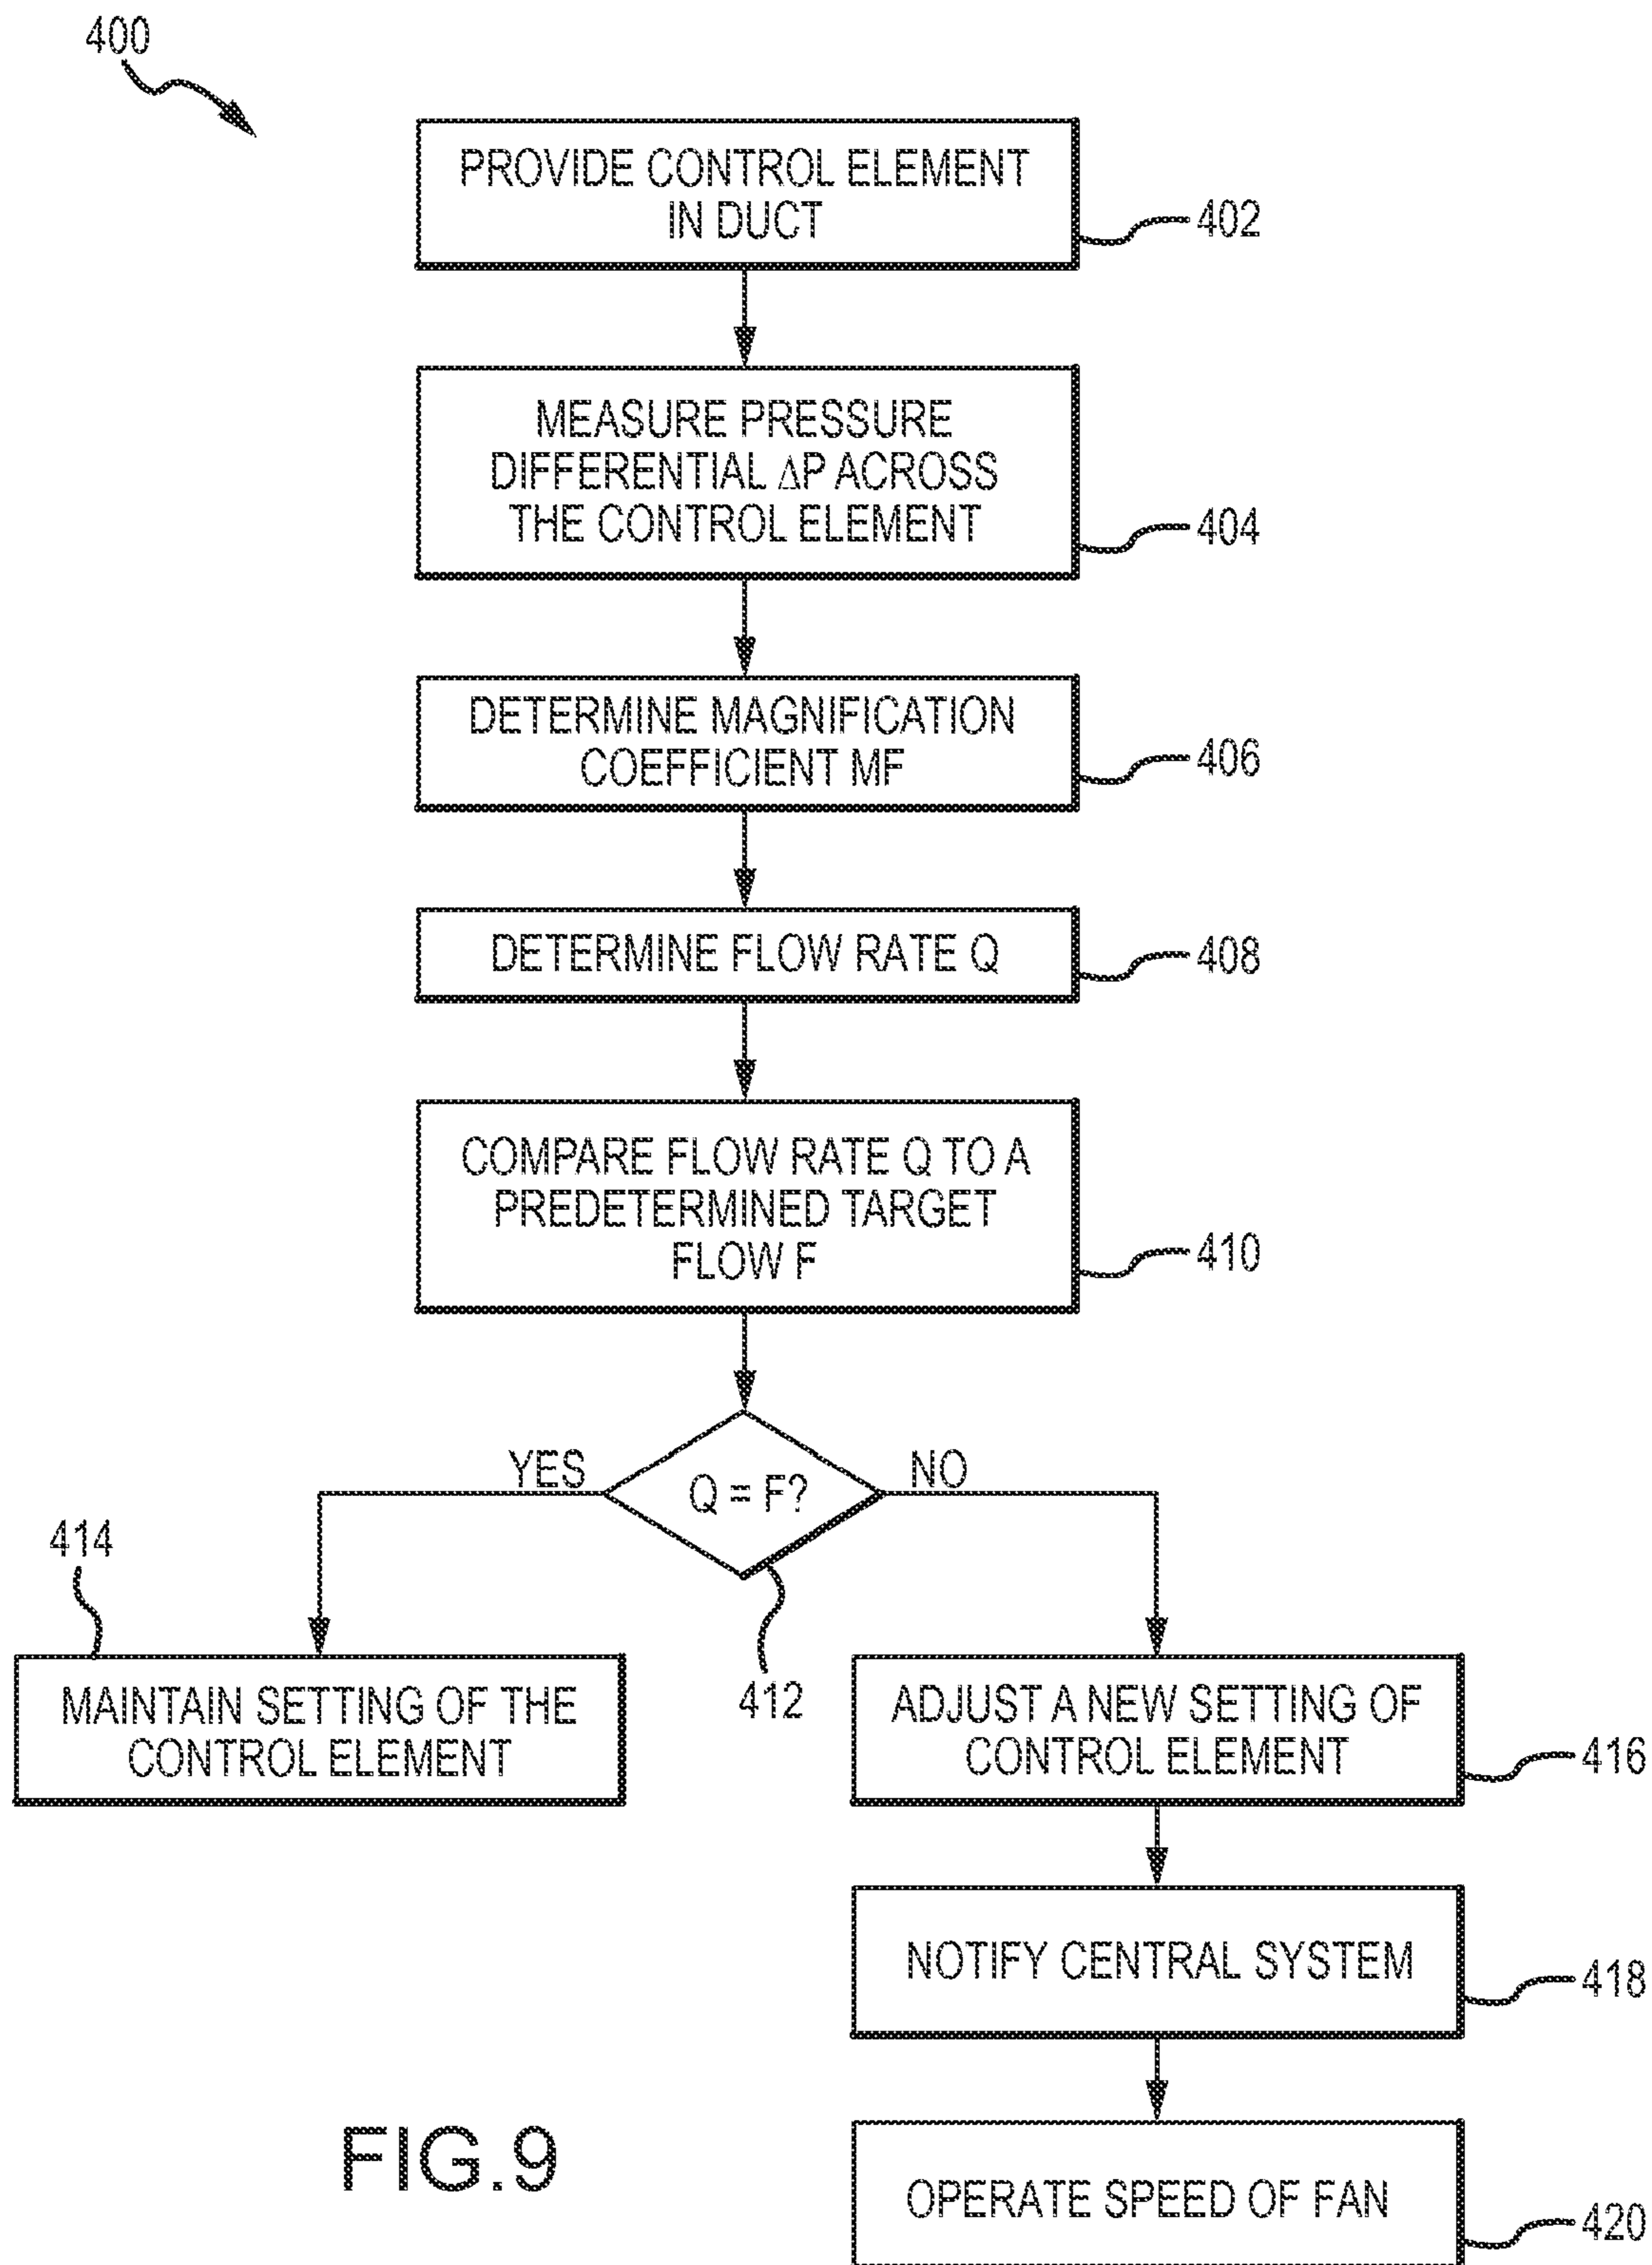 400
PROVIDE CONTROL ELEMENT
IN DUCT
402
MEASURE PRESSURE
DIFFERENTIAL ΔP ACROSS
THE CONTROL ELEMENT
404
DETERMINE MAGNIFICATION
COEFFICIENT MF
406
DETERMINE FLOW RATE Q
408
COMPARE FLOW RATE Q TO A
PREDETERMINED TARGET
FLOW F
410
YES
Q = F?
NO
414
412
MAINTAIN SETTING OF THE
CONTROL ELEMENT
ADJUST A NEW SETTING OF
CONTROL ELEMENT
416
NOTIFY CENTRAL SYSTEM
418
OPERATE SPEED OF FAN
420
FIG.9